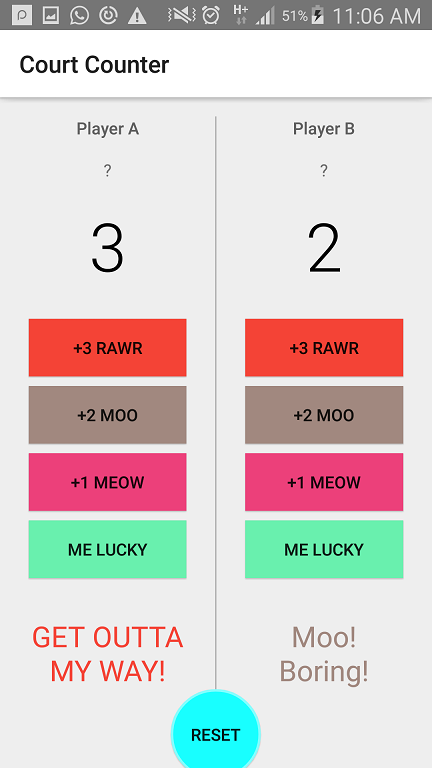 H+
51%
11:06 AM
Court Counter
Player A
?
3
+3 RAWR
+2 MOO
+1 MEOW
ME LUCKY
GET OUTTA
MY WAY!
Player B
?
2
+3 RAWR
+2 MOO
+1 MEOW
ME LUCKY
Moo!
Boring!
RESET